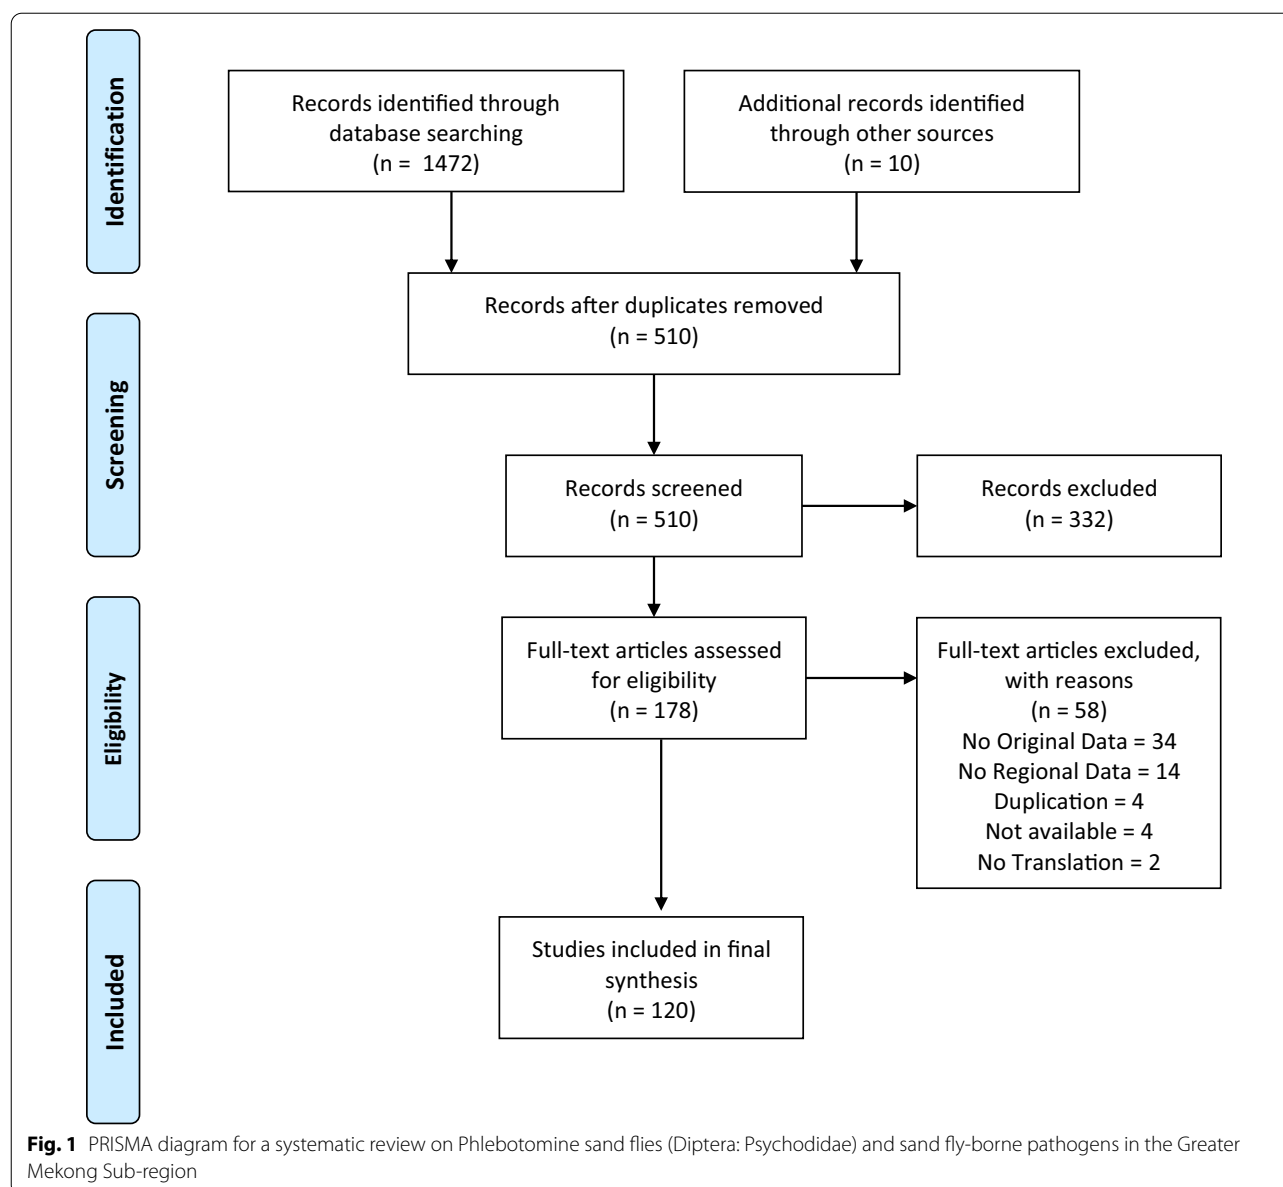 Identification
Records identified through
database searching
(n =  1472)
Additional records identified
through other sources
(n = 10)
Records after duplicates removed
(n = 510)
Screening
Records screened
(n = 510)
Records excluded
(n = 332)
Eligibility
Full-text articles assessed
for eligibility
(n = 178)
Full-text articles excluded,
with reasons
(n = 58)
No Original Data = 34
No Regional Data = 14
Duplication = 4
Not available = 4
No Translation = 2
Included
Studies included in final
synthesis
(n = 120)
Fig. 1 PRISMA diagram for a systematic review on Phlebotomine sand flies (Diptera: Psychodidae) and sand fly-borne pathogens in the Greater
Mekong Sub-region